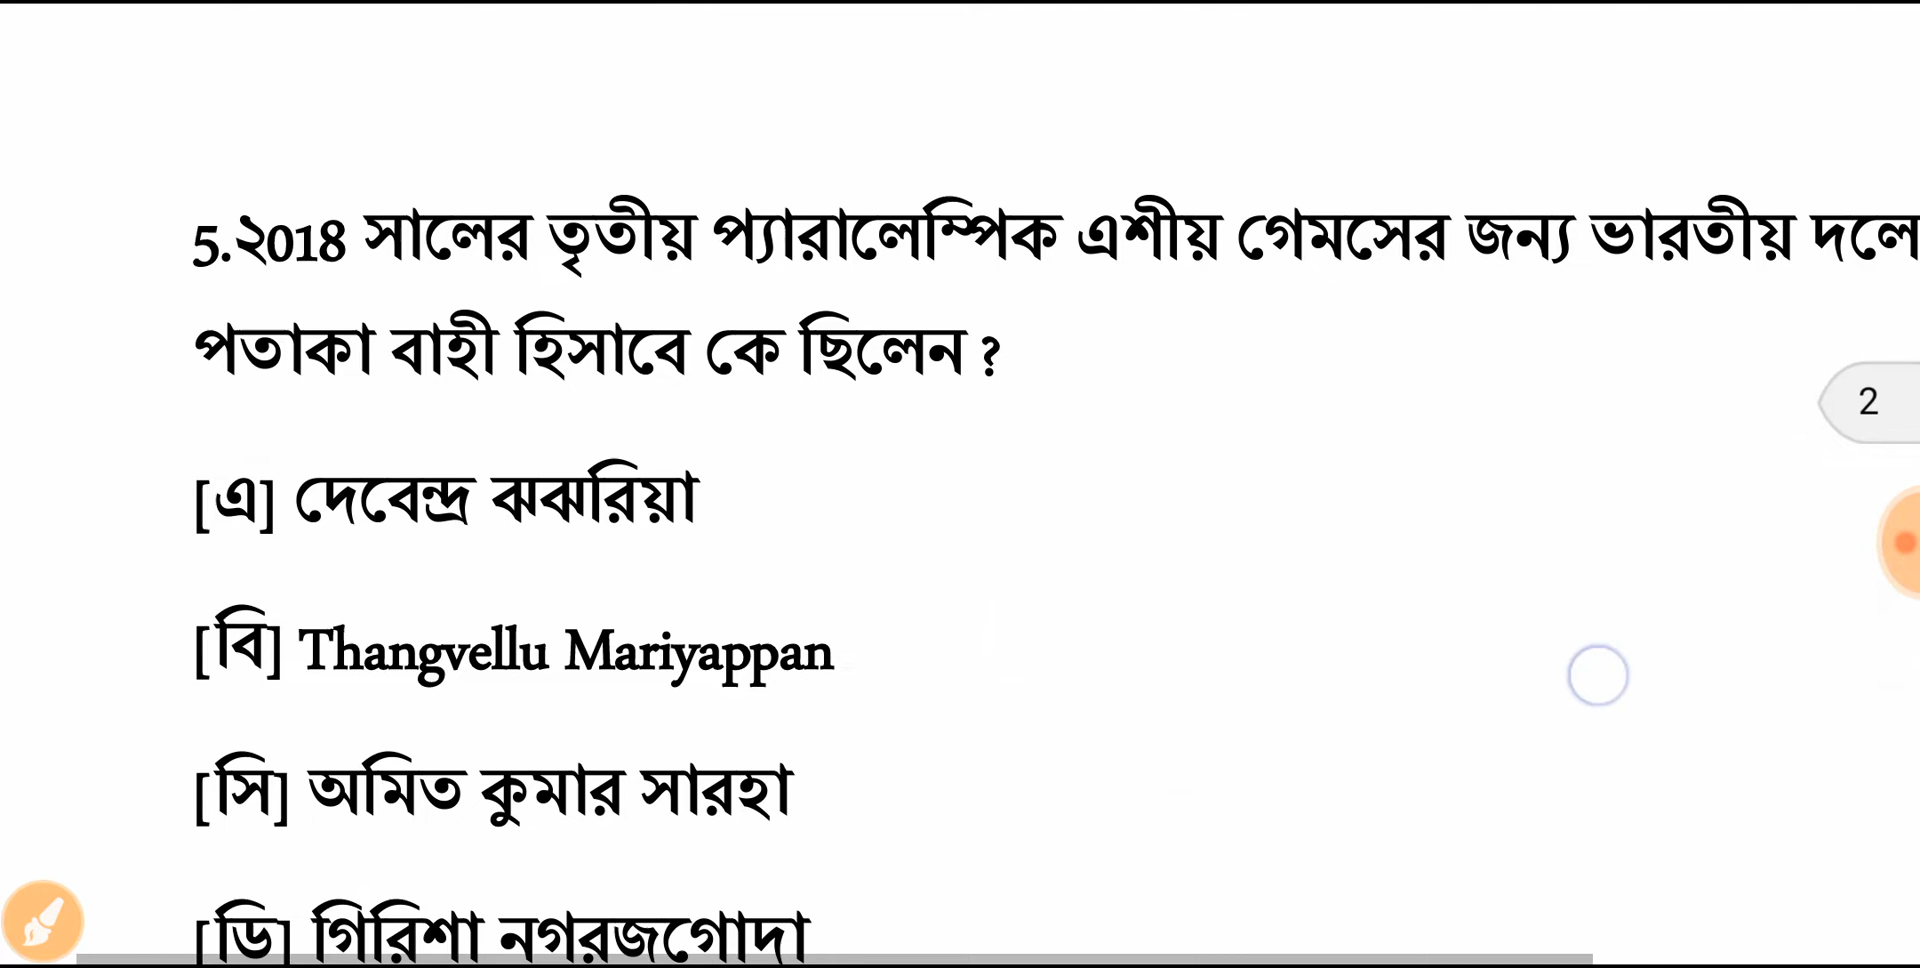 5.২018 সালের তৃতীয় প্যারালেম্পিক এশীয় গেমসের জন্য ভারতীয় দলে
পতাকা বাহী হিসাবে কে ছিলেন ?
2
[এ] দেবেন্দ্র ঝঝরিয়া
[বি] Thangvellu Mariyappan
[সি] অমিত কুমার সারহা
[ডি] গিরিশা নগরজগোদা